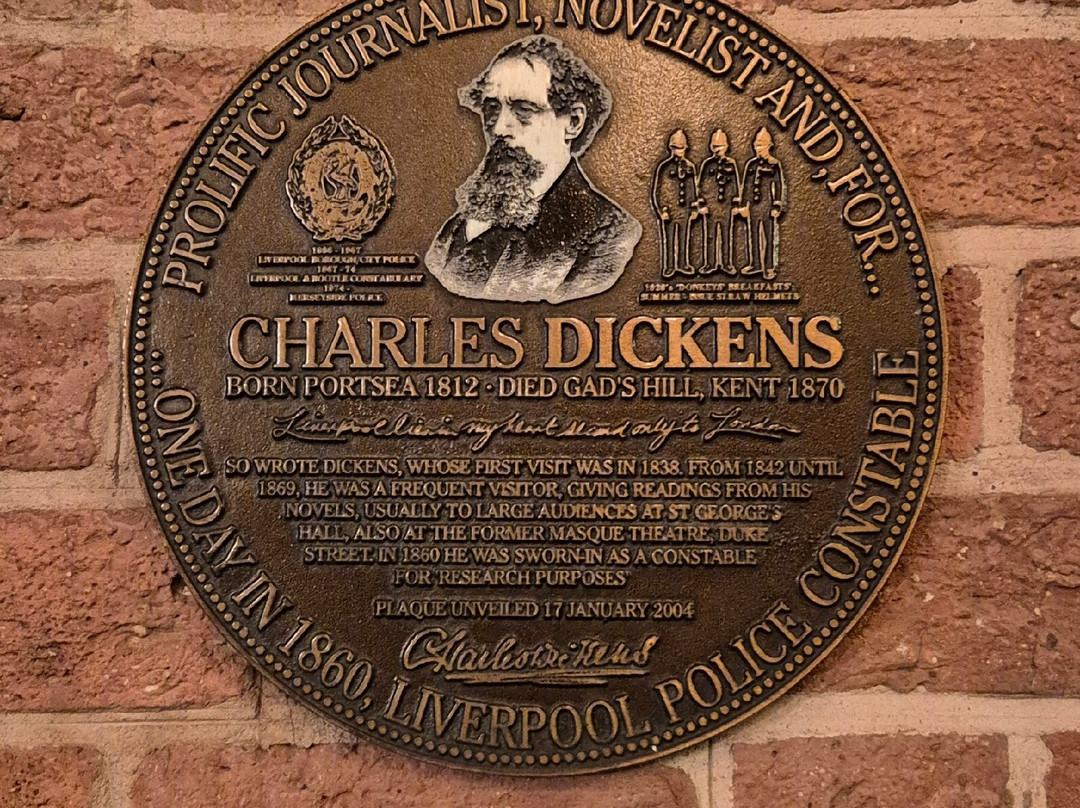 PROLIFIC JOURNALIST, NOVELIST AND, FOR...
1836 - 1967
LIVERPOOL BOROUGH/CITY POLICE
1967 - 74
LIVERPOOL & BOOTLE CONSTABULARY
1974 -
MERSEYSIDE POLICE
'DONKEYS' BREAKFASTS'
SUMMER - ISSUE STRAW HELMETS
CHARLES DICKENS
BORN PORTSEA 1812 · DIED GAD'S HILL, KENT 1870
Liverpool lies in my heart second only to London
SO WROTE DICKENS, WHOSE FIRST VISIT WAS IN 1838. FROM 1842 UNTIL
1869, HE WAS A FREQUENT VISITOR, GIVING READINGS FROM HIS
NOVELS, USUALLY TO LARGE AUDIENCES AT ST GEORGE'S
HALL, ALSO AT THE FORMER MASQUE THEATRE, DUKE
STREET. IN 1860 HE WAS SWORN-IN AS A CONSTABLE
FOR 'RESEARCH PURPOSES'
PLAQUE UNVEILED 17 JANUARY 2004
Charles Dickens
...ONE DAY IN 1860, LIVERPOOL POLICE CONSTABLE